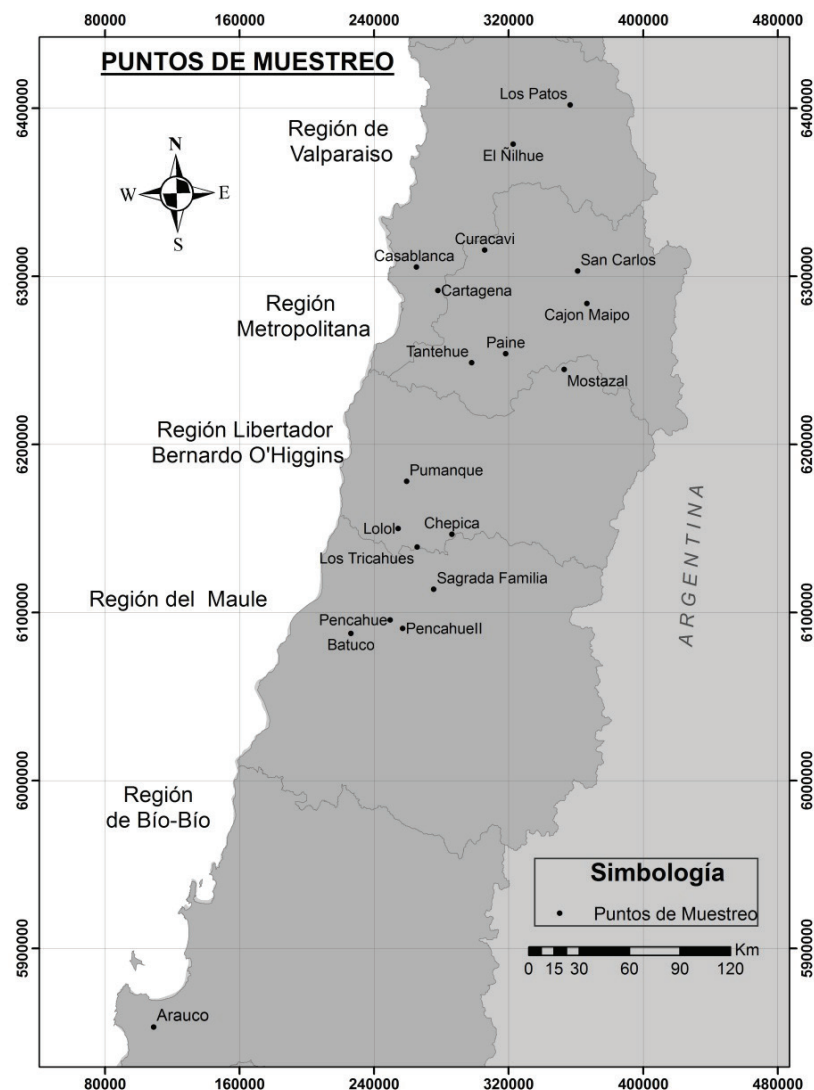 80000 160000 240000 320000 400000 480000
PUNTOS DE MUESTREO
N
W E
S
6400000 6400000
6300000 6300000
6200000 6200000
6100000 6100000
6000000 6000000
5900000 5900000
Los Patos
Región de
Valparaiso
El Ñilhue
Curacavi
Casablanca
San Carlos
Cartagena
Región
Metropolitana
Cajon Maipo
Paine
Tantehue
Mostazal
Región Libertador
Bernardo O'Higgins
Pumanque
Lolol
Chepica
Los Tricahues
Sagrada Familia
Región del Maule
Pencahue
PencahueII
Batuco
ARGENTINA
Región
de Bío-Bío
Simbología
Puntos de Muestreo
Km
0 15 30 60 90 120
Arauco
80000 160000 240000 320000 400000 480000